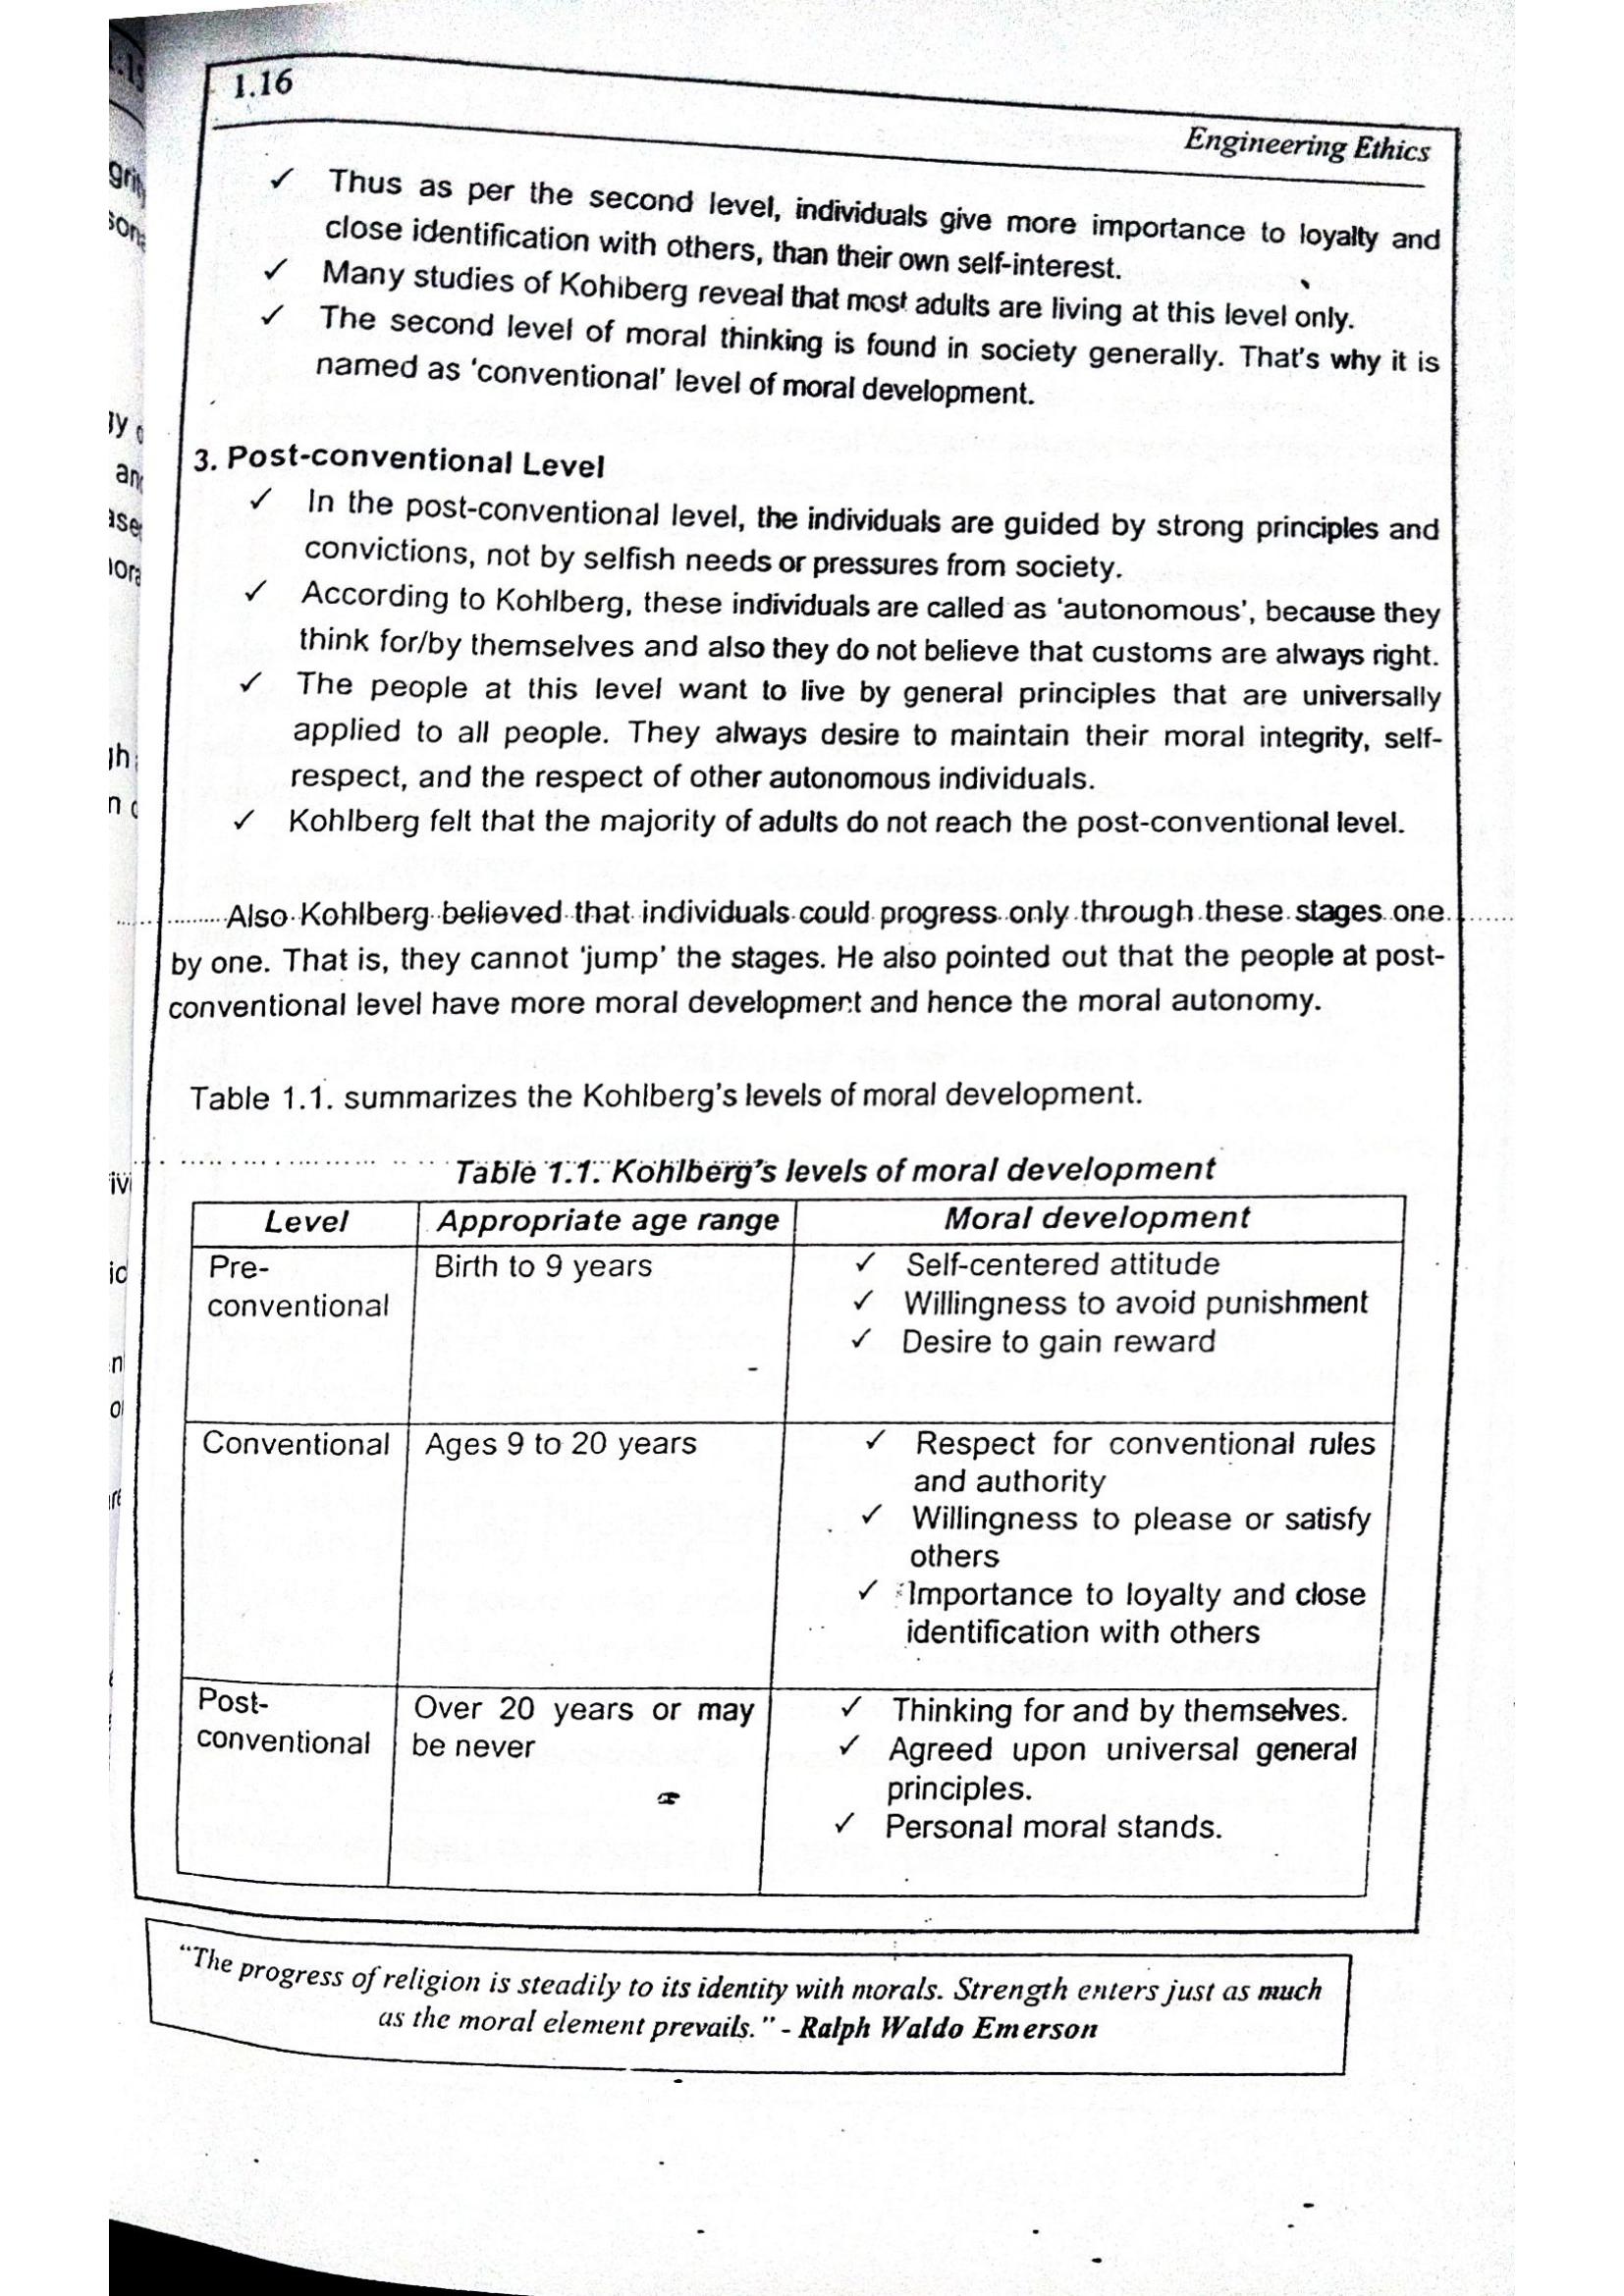 1.16
Engineering Ethics
✓ Thus as per the second level, individuals give more importance to loyalty and
close identification with others, than their own self-interest.
✓ Many studies of Kohlberg reveal that most adults are living at this level only.
✓ The second level of moral thinking is found in society generally. That's why it is
named as 'conventional' level of moral development.
3. Post-conventional Level
✓ In the post-conventional level, the individuals are guided by strong principles and
convictions, not by selfish needs or pressures from society.
✓ According to Kohlberg, these individuals are called as 'autonomous', because they
think for/by themselves and also they do not believe that customs are always right.
✓ The people at this level want to live by general principles that are universally
applied to all people. They always desire to maintain their moral integrity, self-
respect, and the respect of other autonomous individuals.
✓ Kohlberg felt that the majority of adults do not reach the post-conventional level.
Also Kohlberg believed that individuals could progress only through these stages one
by one. That is, they cannot 'jump' the stages. He also pointed out that the people at post-
conventional level have more moral development and hence the moral autonomy.
Table 1.1. summarizes the Kohlberg's levels of moral development.
Table 1.1. Kohlberg's levels of moral development
Level Appropriate age range Moral development
Pre- Birth to 9 years ✓ Self-centered attitude
conventional ✓ Willingness to avoid punishment
✓ Desire to gain reward
Conventional Ages 9 to 20 years ✓ Respect for conventional rules
and authority
✓ Willingness to please or satisfy
others
✓ Importance to loyalty and close
identification with others
Post- Over 20 years or may ✓ Thinking for and by themselves.
conventional be never ✓ Agreed upon universal general
principles.
✓ Personal moral stands.
"The progress of religion is steadily to its identity with morals. Strength enters just as much
as the moral element prevails." - Ralph Waldo Emerson